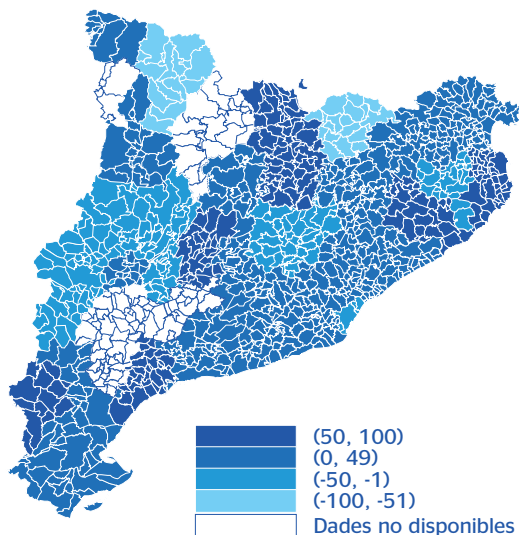 (50, 100)
(0, 49)
(-50, -1)
(-100, -51)
Dades no disponibles